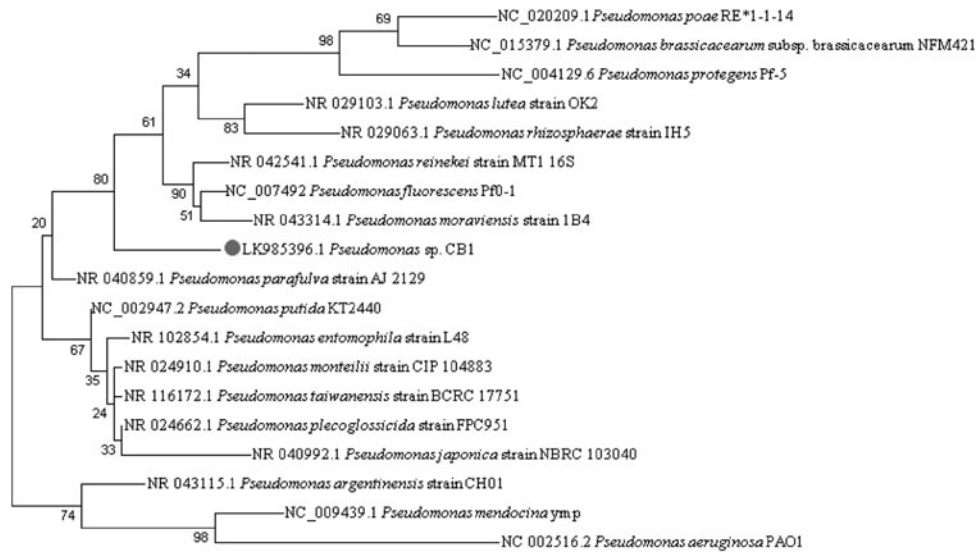 NC_020209.1 Pseudomonas poae RE*1-1-14
69
NC_015379.1 Pseudomonas brassicacearum subsp. brassicacearum NFM421
98
NC_004129.6 Pseudomonas protegens Pf-5
34
NR 029103.1 Pseudomonas lutea strain OK2
83
NR 029063.1 Pseudomonas rhizosphaerae strain IH5
61
NR 042541.1 Pseudomonas reinekei strain MT1 16S
90
NC_007492 Pseudomonas fluorescens Pf0-1
51
NR 043314.1 Pseudomonas moraviensis strain 1B4
80
LK985396.1 Pseudomonas sp. CB1
20
NR 040859.1 Pseudomonas parafulva strain AJ 2129
NC_002947.2 Pseudomonas putida KT2440
67
NR 102854.1 Pseudomonas entomophila strain L48
35
NR 024910.1 Pseudomonas monteilii strain CIP 104883
24
NR 116172.1 Pseudomonas taiwanensis strain BCRC 17751
NR 024662.1 Pseudomonas plecoglossicida strain FPC951
33
NR 040992.1 Pseudomonas japonica strain NBRC 103040
NR 043115.1 Pseudomonas argentinensis strain CH01
74
NC_009439.1 Pseudomonas mendocina ymp
98
NC 002516.2 Pseudomonas aeruginosa PAO1